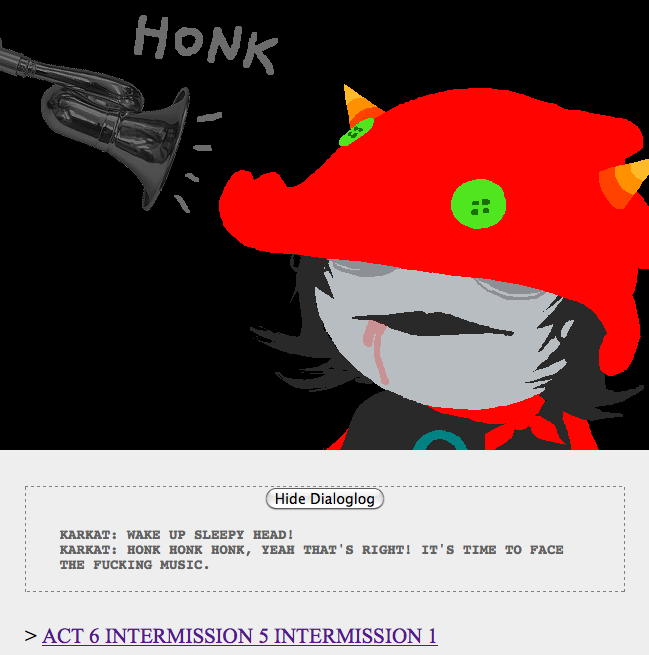 HONK
Hide Dialoglog
KARKAT: WAKE UP SLEEPY HEAD!
KARKAT: HONK HONK HONK, YEAH THAT'S RIGHT! IT'S TIME TO FACE
THE FUCKING MUSIC.
> ACT 6 INTERMISSION 5 INTERMISSION 1